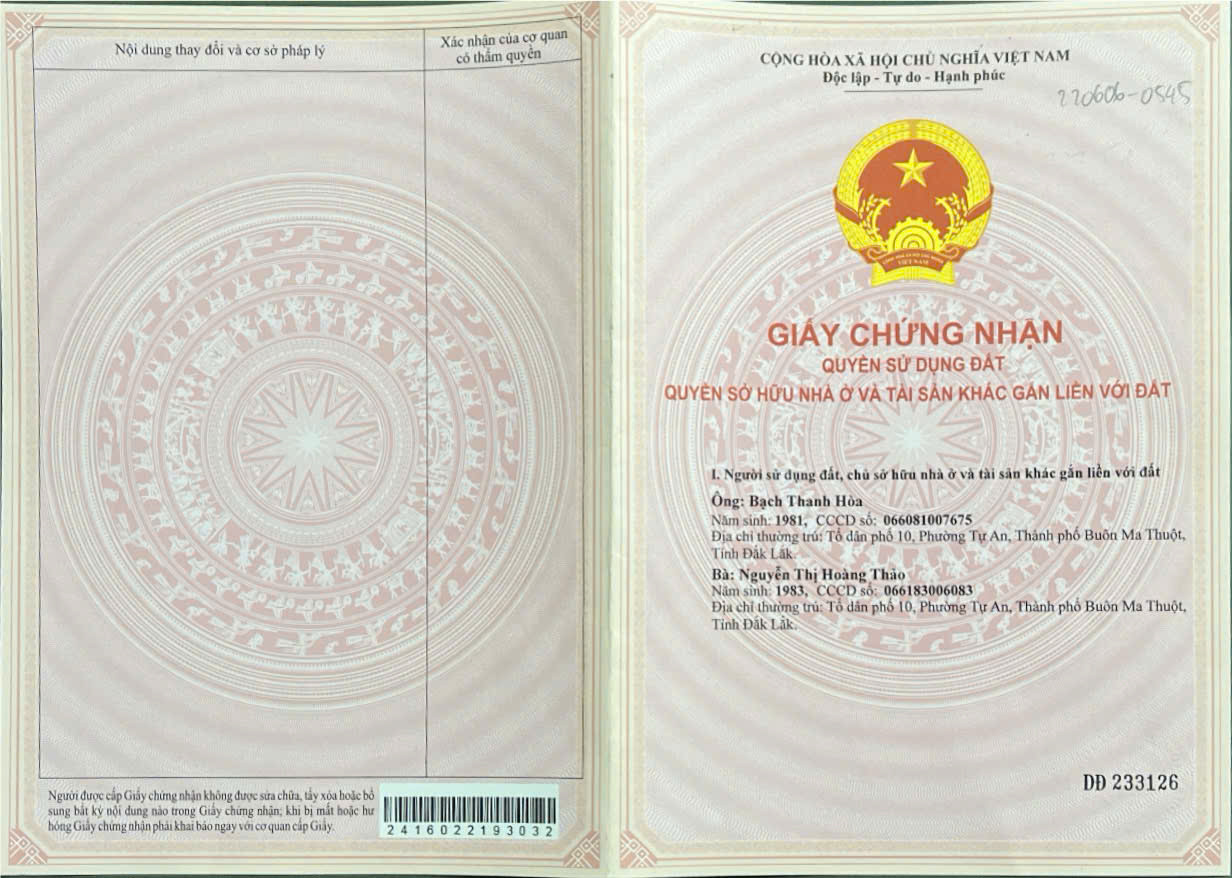 Nội dung thay đổi và cơ sở pháp lý
Xác nhận của cơ quan
có thẩm quyền
Người được cấp Giấy chứng nhận không được sửa chữa, tẩy xóa hoặc bổ
sung bất kỳ nội dung nào trong Giấy chứng nhận; khi bị mất hoặc hư
hỏng Giấy chứng nhận phải khai báo ngay với cơ quan cấp Giấy.
2416022193032
CỘNG HÒA XÃ HỘI CHỦ NGHĨA VIỆT NAM
Độc lập - Tự do - Hạnh phúc
220606-0545
CỘNG HÒA XÃ HỘI CHỦ NGHĨA
VIỆT NAM
GIẤY CHỨNG NHẬN
QUYỀN SỬ DỤNG ĐẤT
QUYỀN SỞ HỮU NHÀ Ở VÀ TÀI SẢN KHÁC GẮN LIỀN VỚI ĐẤT
I. Người sử dụng đất, chủ sở hữu nhà ở và tài sản khác gắn liền với đất
Ông: Bạch Thanh Hòa
Năm sinh: 1981, CCCD số: 066081007675
Địa chỉ thường trú: Tổ dân phố 10, Phường Tự An, Thành phố Buôn Ma Thuột,
Tỉnh Đắk Lắk.
Bà: Nguyễn Thị Hoàng Thảo
Năm sinh: 1983, CCCD số: 066183006083
Địa chỉ thường trú: Tổ dân phố 10, Phường Tự An, Thành phố Buôn Ma Thuột,
Tỉnh Đắk Lắk.
DĐ 233126